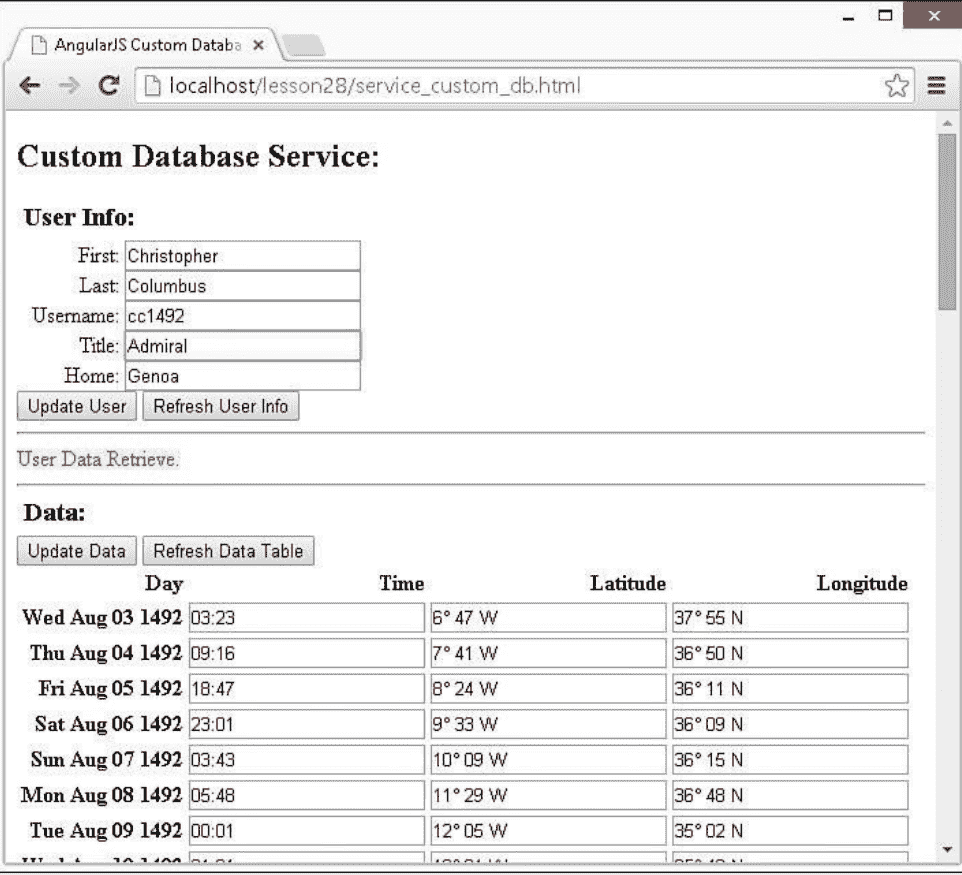 AngularJS Custom Databa
localhost/lesson28/service_custom_db.html
Custom Database Service:
User Info:
First: Christopher
Last: Columbus
Username: cc1492
Title: Admiral
Home: Genoa
Update User Refresh User Info
User Data Retrieve.
Data:
Update Data Refresh Data Table
Day Time Latitude Longitude
Wed Aug 03 1492 03:23 6° 47 W 37° 55 N
Thu Aug 04 1492 09:16 7° 41 W 36° 50 N
Fri Aug 05 1492 18:47 8° 24 W 36° 11 N
Sat Aug 06 1492 23:01 9° 33 W 36° 09 N
Sun Aug 07 1492 03:43 10° 09 W 36° 15 N
Mon Aug 08 1492 05:48 11° 29 W 36° 48 N
Tue Aug 09 1492 00:01 12° 05 W 35° 02 N